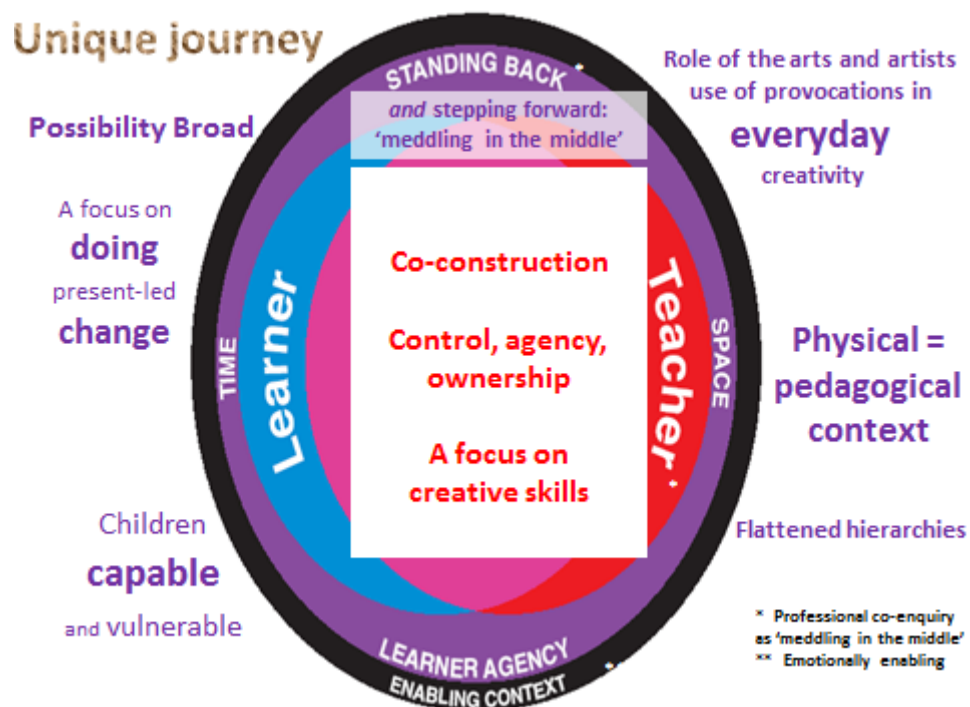 Unique journey
STANDING BACK *
and stepping forward:
'meddling in the middle'
Role of the arts and artists
use of provocations in
everyday
creativity
Possibility Broad
A focus on
doing
present-led
change
TIME
Learner
Co-construction
Control, agency,
ownership
A focus on
creative skills
Teacher *
SPACE
Physical =
pedagogical
context
Children
capable
and vulnerable
Flattened hierarchies
LEARNER AGENCY
ENABLING CONTEXT **
* Professional co-enquiry
as 'meddling in the middle'
** Emotionally enabling